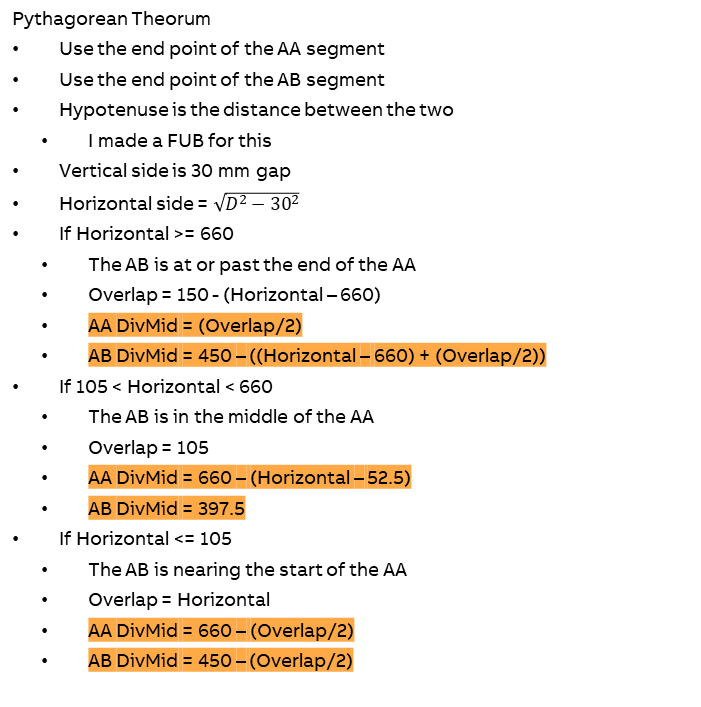 Pythagorean Theorum
• Use the end point of the AA segment
• Use the end point of the AB segment
• Hypotenuse is the distance between the two
• I made a FUB for this
• Vertical side is 30 mm gap
• Horizontal side = √D² − 30²
• If Horizontal >= 660
• The AB is at or past the end of the AA
• Overlap = 150 - (Horizontal – 660)
• AA DivMid = (Overlap/2)
• AB DivMid = 450 – ((Horizontal – 660) + (Overlap/2))
• If 105 < Horizontal < 660
• The AB is in the middle of the AA
• Overlap = 105
• AA DivMid = 660 – (Horizontal – 52.5)
• AB DivMid = 397.5
• If Horizontal <= 105
• The AB is nearing the start of the AA
• Overlap = Horizontal
• AA DivMid = 660 – (Overlap/2)
• AB DivMid = 450 – (Overlap/2)